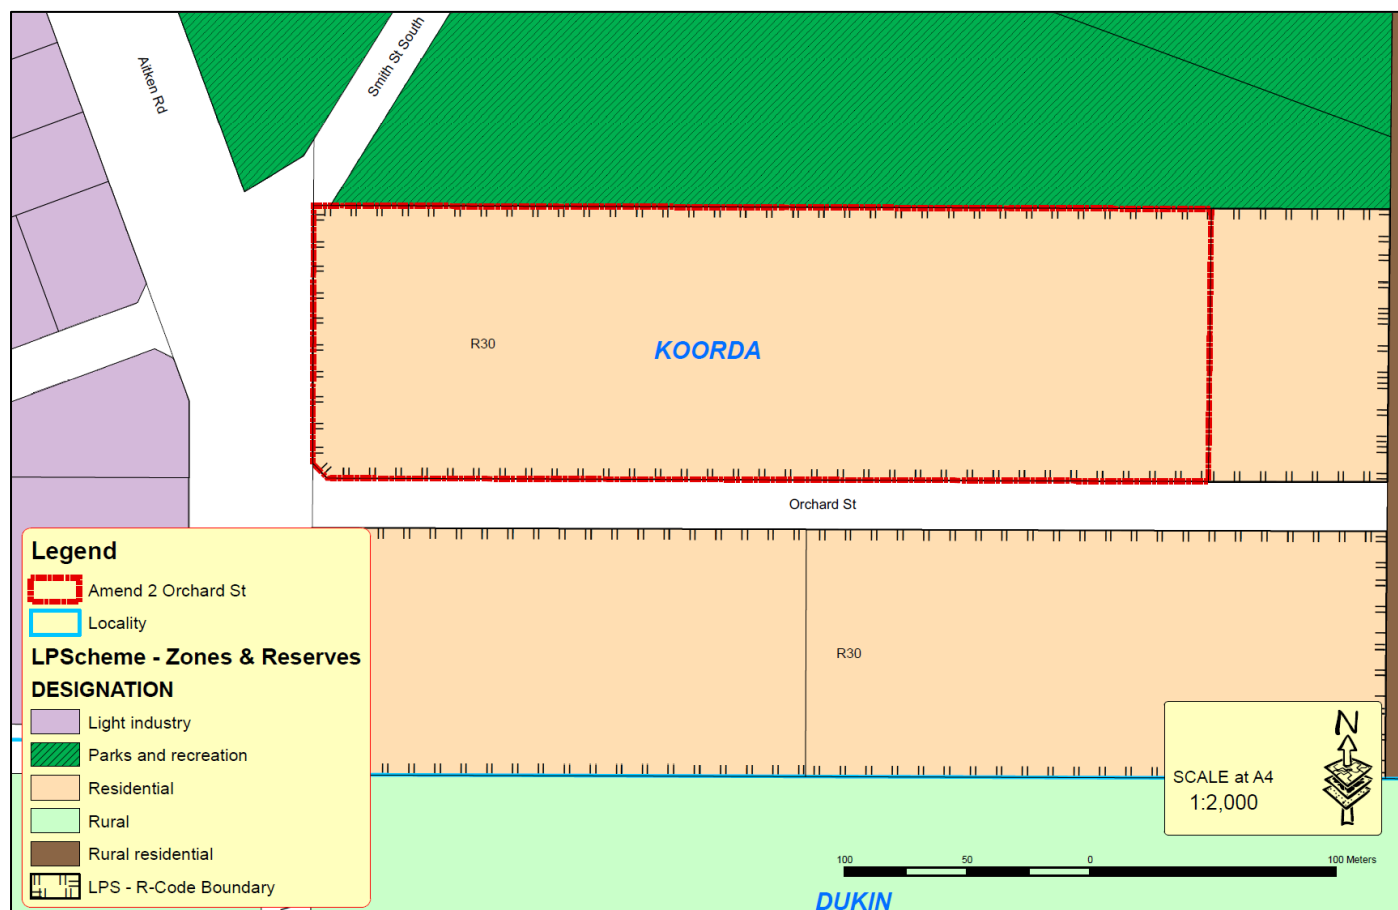 Aitken Rd
Smith St South
R30
KOORDA
Orchard St
R30
Legend
Amend 2 Orchard St
Locality
LPScheme - Zones & Reserves
DESIGNATION
Light industry
Parks and recreation
Residential
Rural
Rural residential
LPS - R-Code Boundary
N
SCALE at A4
1:2,000
100 50 0 100 Meters
DUKIN